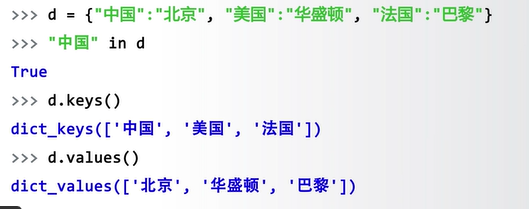 >>> d = {"中国":"北京", "美国":"华盛顿", "法国":"巴黎"}
>>> "中国" in d
True
>>> d.keys()
dict_keys(['中国', '美国', '法国'])
>>> d.values()
dict_values(['北京', '华盛顿', '巴黎'])